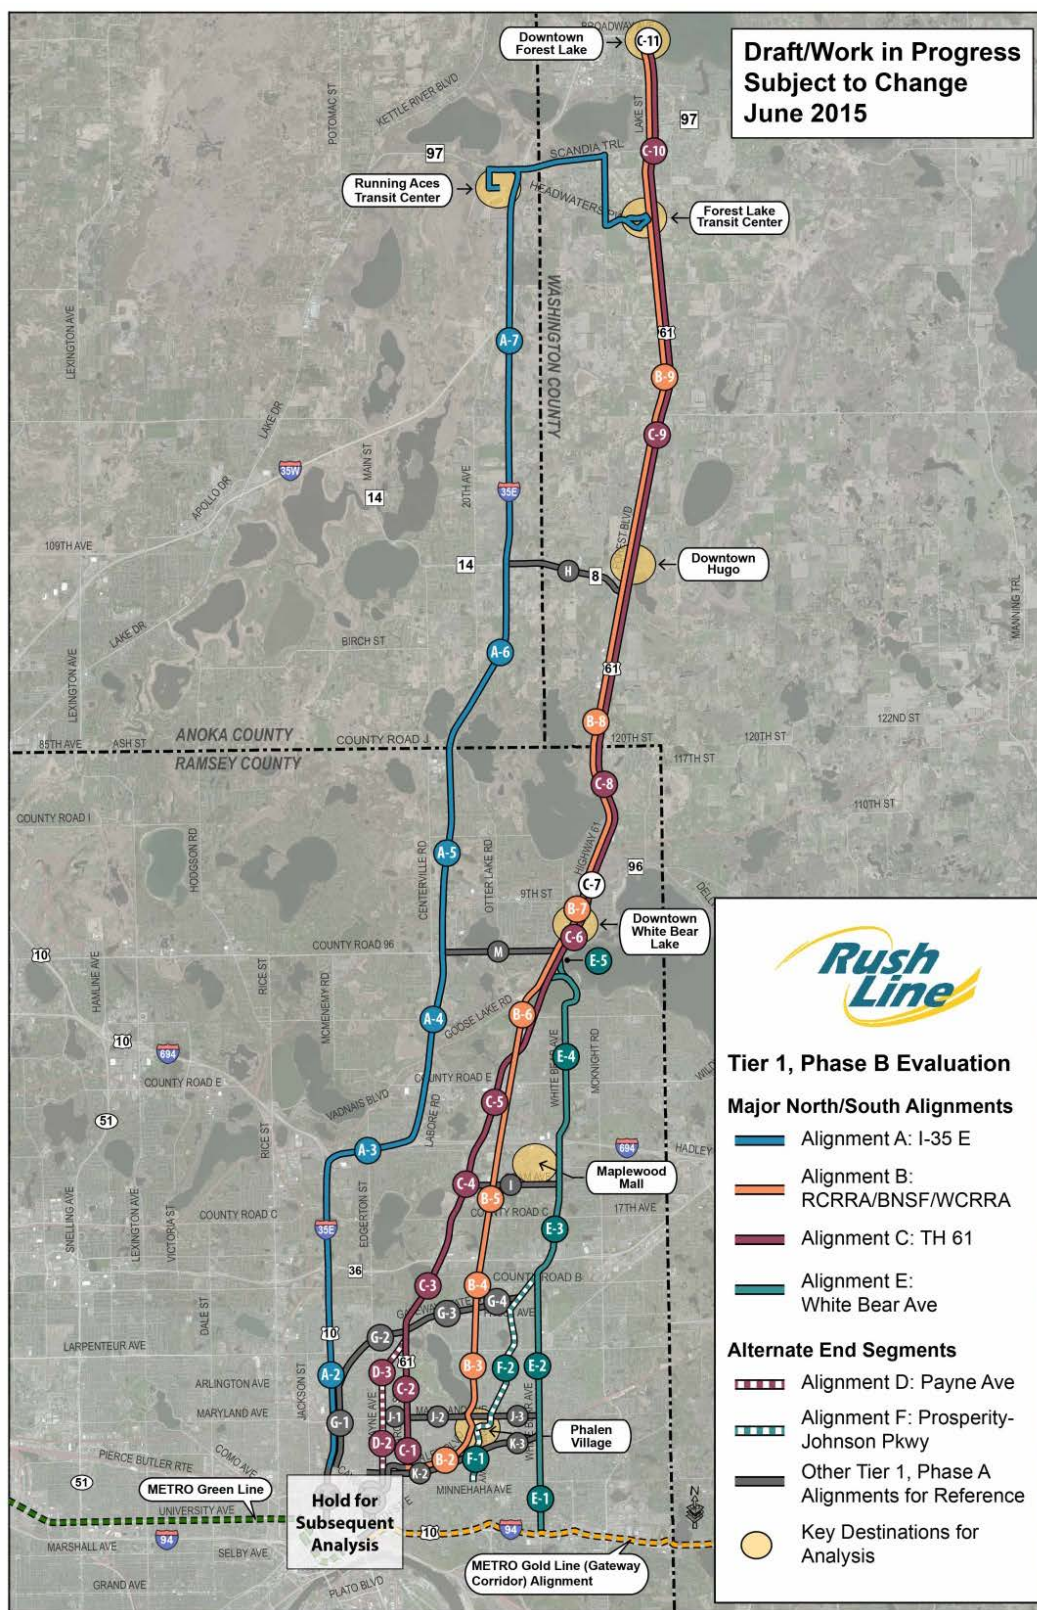 BROADWAY
Downtown
Forest Lake
C-11
Draft/Work in Progress
Subject to Change
June 2015
KETTLE RIVER BLVD
POTOMAC ST
LAKE ST
97
97
C-10
SCANDIA TRL
Running Aces
Transit Center
HEADWATERS
Forest Lake
Transit Center
WASHINGTON COUNTY
LEXINGTON AVE
A-7
61
B-9
LAKE DR
C-9
MAIN ST
35W
20TH AVE
35E
APOLLO DR
14
109TH AVE
14
H
8
Downtown
Hugo
MANNING TRL
LAKE DR
BIRCH ST
A-6
LEXINGTON AVE
61
B-8
122ND ST
ANOKA COUNTY
COUNTY ROAD J
85TH AVE
ASH ST
120TH ST
120TH ST
RAMSEY COUNTY
117TH ST
C-8
110TH ST
COUNTY ROAD I
HODGSON RD
HIGHWAY 61
A-5
CENTERVILLE RD
OTTER LAKE RD
96
C-7
9TH ST
B-7
Downtown
White Bear
Lake
C-6
COUNTY ROAD 96
M
E-5
10
HAMLINE AVE
RICE ST
MCMENEMY RD
GOOSE LAKE RD
B-6
A-4
10
694
WHITE BEAR AVE
E-4
MCKNIGHT RD
COUNTY ROAD E
COUNTY ROAD E
VADNAIS BLVD
LABORE RD
C-5
51
RICE ST
A-3
694
HADLEY
Maplewood
Mall
C-4
I
B-5
SNELLING AVE
LEXINGTON AVE
VICTORIA ST
COUNTY ROAD C
EDGERTON ST
COUNTY ROAD C
17TH AVE
35E
E-3
36
C-3
B-4
COUNTY ROAD B
G-4
G-3
DALE ST
10
G-2
LARPENTEUR AVE
61
B-3
F-2
E-2
D-3
A-2
ARLINGTON AVE
JACKSON ST
C-2
MARYLAND AVE
G-1
PAYNE AVE
J-1
J-2
J-3
WHITE BEAR AVE
Phalen
Village
D-2
C-1
K-3
PIERCE BUTLER RTE
COMO AVE
B-2
F-1
K-2
51
METRO Green Line
MINNEHAHA AVE
E-1
UNIVERSITY AVE
Hold for
Subsequent
Analysis
N
94
10
94
MARSHALL AVE
SELBY AVE
METRO Gold Line (Gateway
Corridor) Alignment
GRAND AVE
PLATO BLVD
Rush
Line
Tier 1, Phase B Evaluation
Major North/South Alignments
Alignment A: I-35 E
Alignment B:
RCRRA/BNSF/WCRRA
Alignment C: TH 61
Alignment E:
White Bear Ave
Alternate End Segments
Alignment D: Payne Ave
Alignment F: Prosperity-
Johnson Pkwy
Other Tier 1, Phase A
Alignments for Reference
Key Destinations for
Analysis